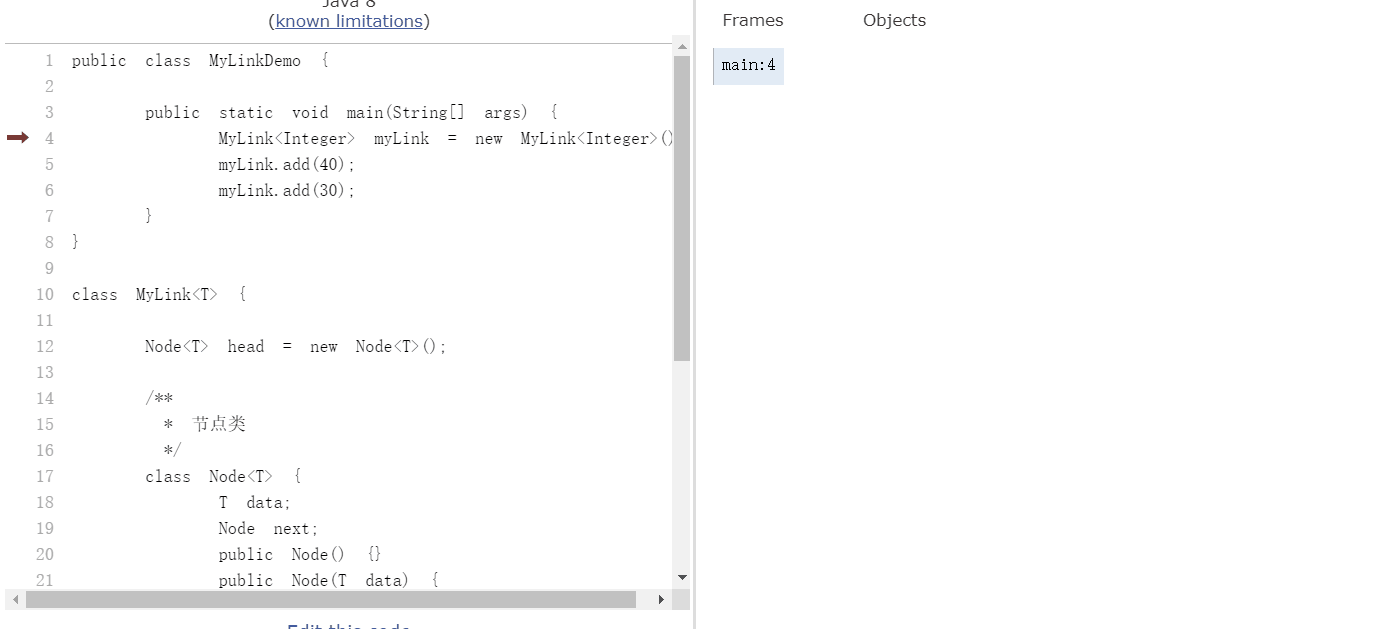 Java 8
(known limitations)
1 public class MyLinkDemo {
2
3 public static void main(String[] args) {
4 MyLink<Integer> myLink = new MyLink<Integer>()
5 myLink.add(40);
6 myLink.add(30);
7 }
8 }
9
10 class MyLink<T> {
11
12 Node<T> head = new Node<T>();
13
14 /**
15 * 节点类
16 */
17 class Node<T> {
18 T data;
19 Node next;
20 public Node() {}
21 public Node(T data) {
Edit this code
Frames Objects
main:4